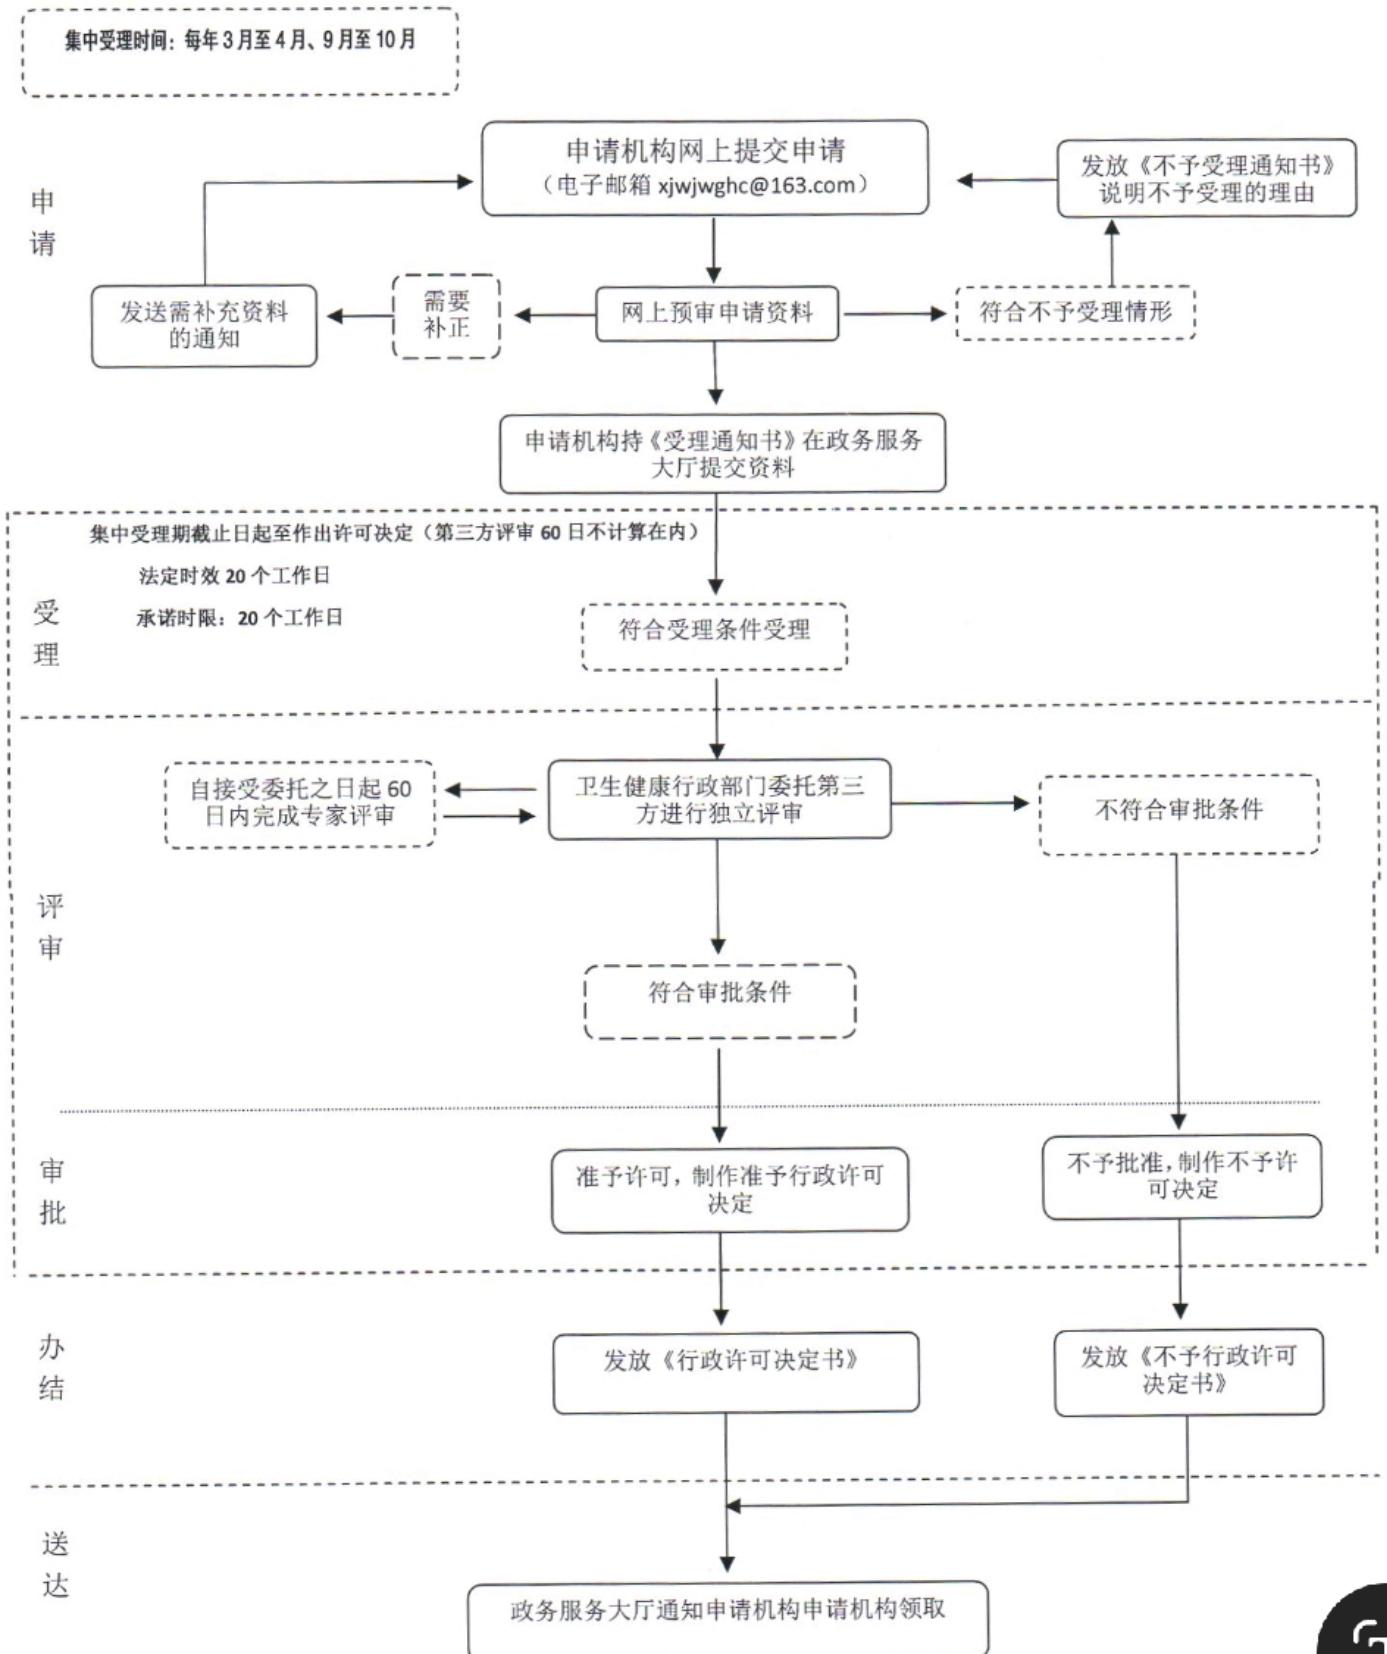 集中受理时间：每年 3 月至 4 月、9 月至 10 月
申请机构网上提交申请
（电子邮箱 xjwjwghc@163.com）
发放《不予受理通知书》
说明不予受理的理由
申
请
发送需补充资料
的通知
需要
补正
网上预审申请资料
符合不予受理情形
申请机构持《受理通知书》在政务服务
大厅提交资料
集中受理期截止日起至作出许可决定（第三方评审 60 日不计算在内）
法定时效 20 个工作日
承诺时限：20 个工作日
受
理
符合受理条件受理
自接受委托之日起 60
日内完成专家评审
卫生健康行政部门委托第三
方进行独立评审
不符合审批条件
评
审
符合审批条件
审
批
准予许可，制作准予行政许可
决定
不予批准，制作不予许
可决定
办
结
发放《行政许可决定书》
发放《不予行政许可
决定书》
送
达
政务服务大厅通知申请机构申请机构领取